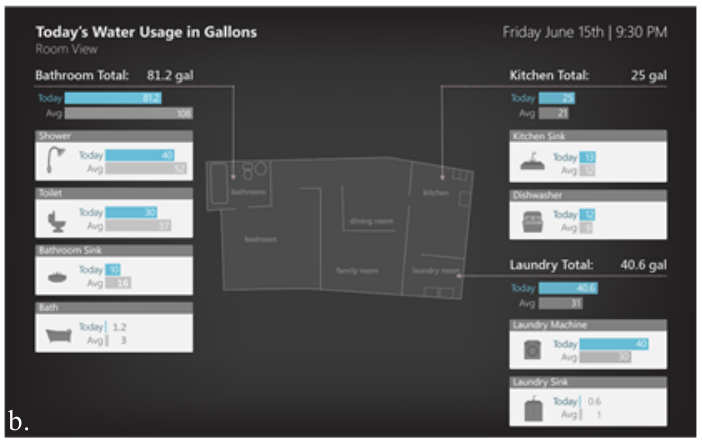 Today's Water Usage in Gallons
Room View
Friday June 15th | 9:30 PM
Bathroom Total: 81.2 gal
Today 81.2
Avg 108
Shower
Today 40
Avg 52
Toilet
Today 30
Avg 37
Bathroom Sink
Today 10
Avg 16
Bath
Today 1.2
Avg 3
bathroom
bedroom
dining room
family room
kitchen
laundry room
Kitchen Total: 25 gal
Today 25
Avg 21
Kitchen Sink
Today 13
Avg 12
Dishwasher
Today 12
Avg 9
Laundry Total: 40.6 gal
Today 40.6
Avg 31
Laundry Machine
Today 40
Avg 30
Laundry Sink
Today 0.6
Avg 1
b.